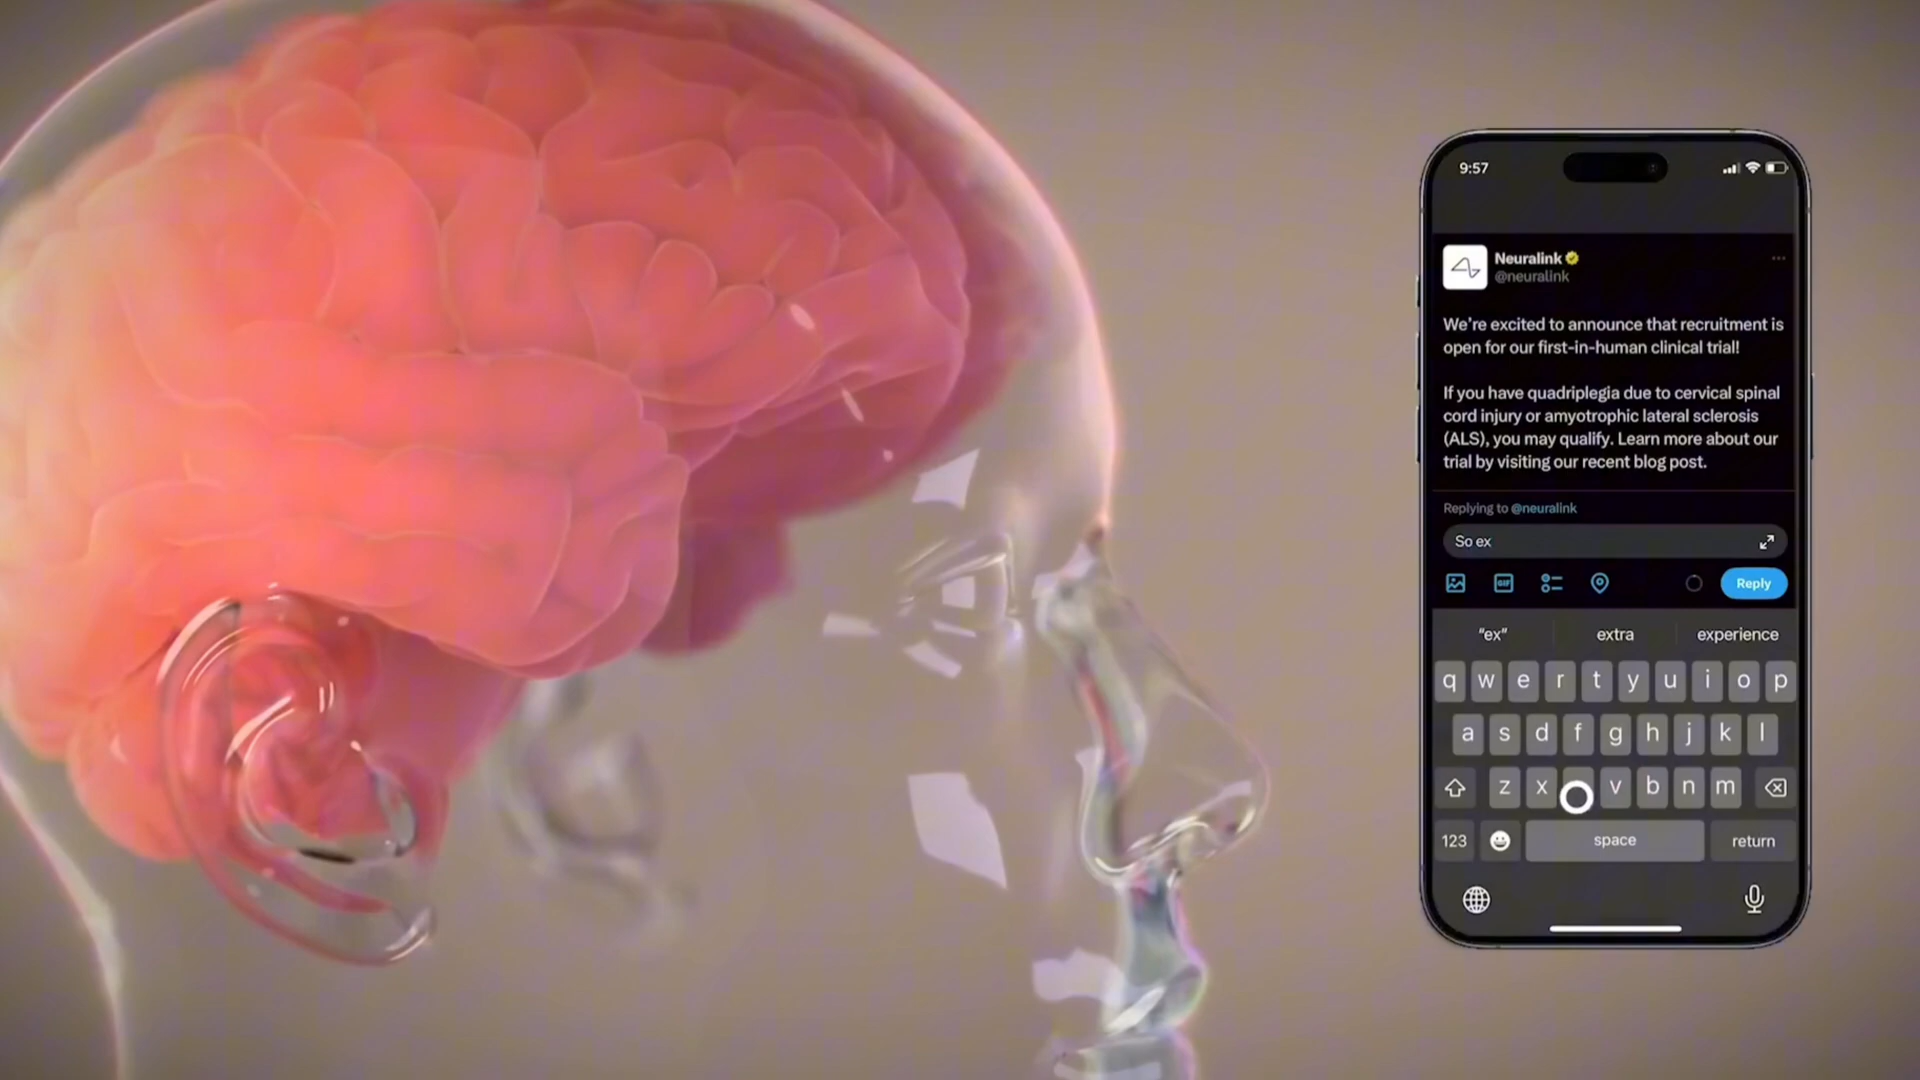 9:57
Neuralink
@neuralink
We're excited to announce that recruitment is
open for our first-in-human clinical trial!
If you have quadriplegia due to cervical spinal
cord injury or amyotrophic lateral sclerosis
(ALS), you may qualify. Learn more about our
trial by visiting our recent blog post.
Replying to @neuralink
So ex
GIF
Reply
“ex” extra experience
q w e r t y u i o p
a s d f g h j k l
z x v b n m
123 space return